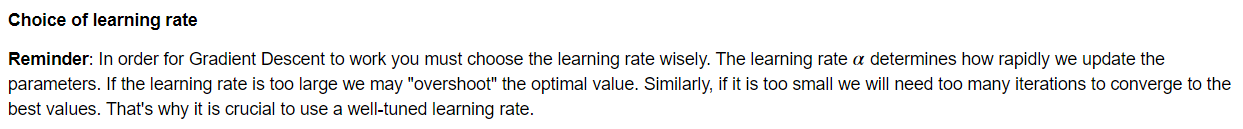 Choice of learning rate
Reminder: In order for Gradient Descent to work you must choose the learning rate wisely. The learning rate α determines how rapidly we update the
parameters. If the learning rate is too large we may "overshoot" the optimal value. Similarly, if it is too small we will need too many iterations to converge to the
best values. That's why it is crucial to use a well-tuned learning rate.